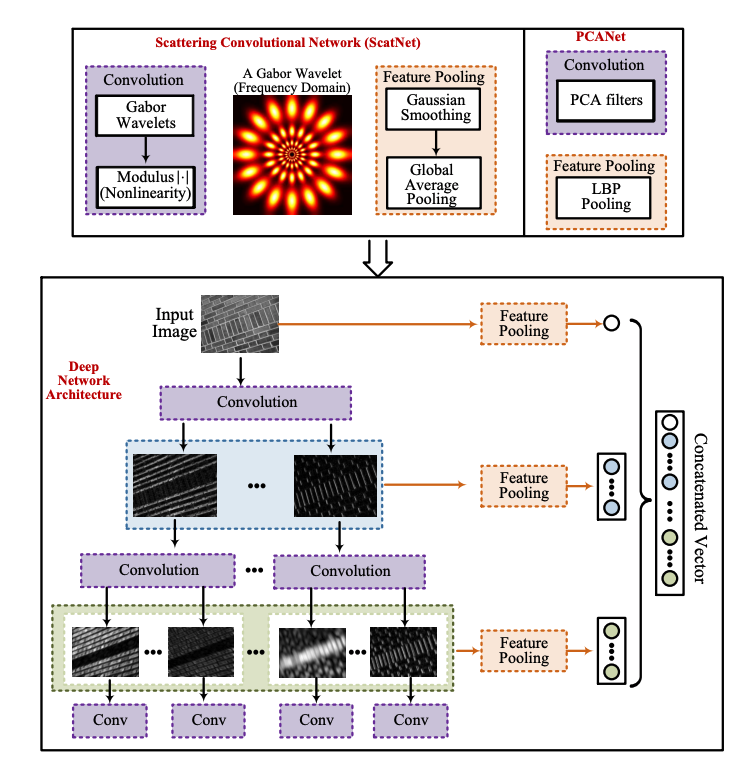 Scattering Convolutional Network (ScatNet)
PCANet
Convolution
Gabor
Wavelets
Modulus|·|
(Nonlinearity)
A Gabor Wavelet
(Frequency Domain)
Feature Pooling
Gaussian
Smoothing
Global
Average
Pooling
Convolution
PCA filters
Feature Pooling
LBP
Pooling
Input
Image
Feature
Pooling
Deep
Network
Architecture
Convolution
•••
Feature
Pooling
Concatenated Vector
Convolution
•••
Convolution
•••
•••
•••
Feature
Pooling
Conv
Conv
Conv
Conv